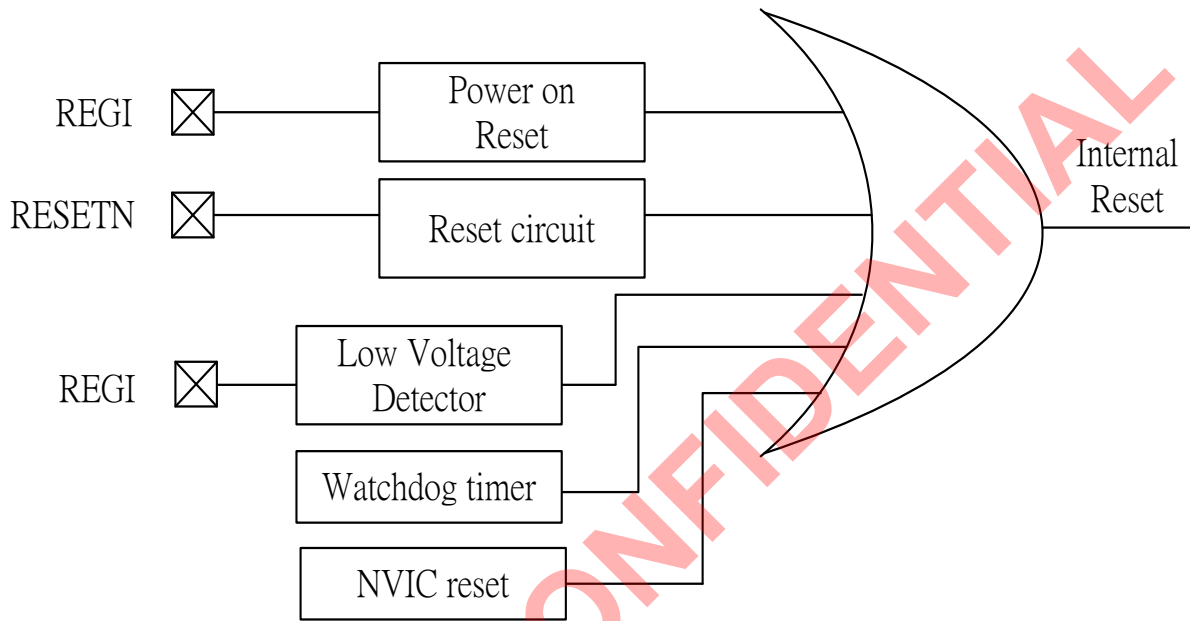 REGI
Power on
Reset
RESETN
Reset circuit
Internal
Reset
REGI
Low Voltage
Detector
Watchdog timer
NVIC reset
CONFIDENTIAL